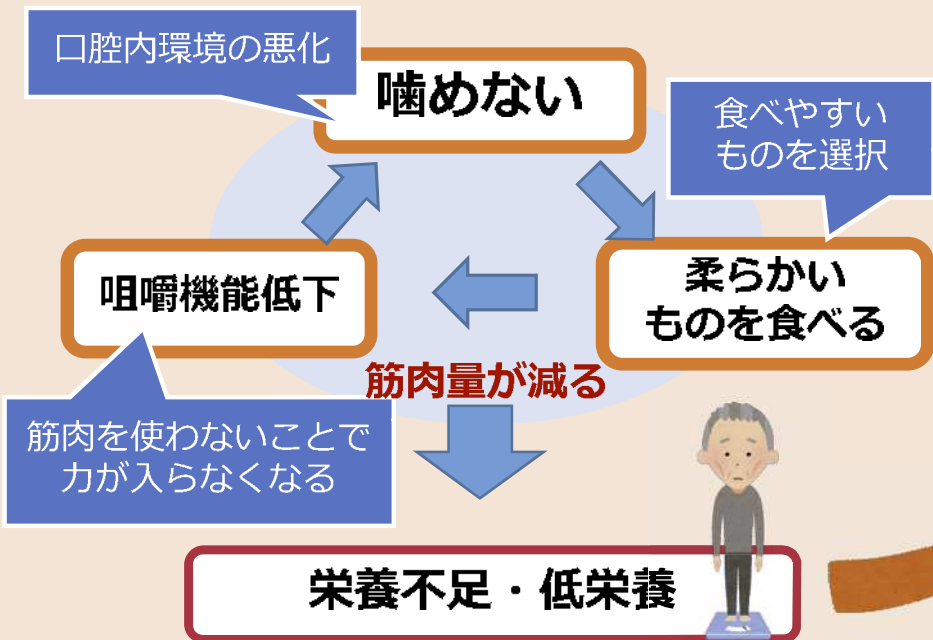 口腔内環境の悪化
噛めない
食べやすい
ものを選択
咀嚼機能低下
柔らかい
ものを食べる
筋肉量が減る
筋肉を使わないことで
力が入らなくなる
栄養不足・低栄養